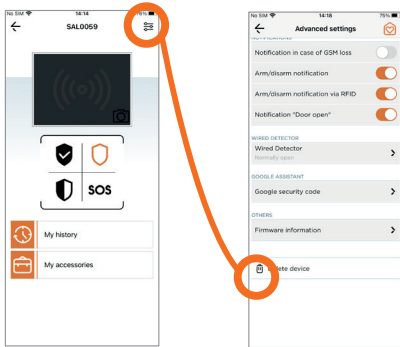 No SIM 14:14
SAL0059
SOS
My history
My accessories
No SIM 14:18 75%
Advanced settings
Notification in case of GSM loss
Arm/disarm notification
Arm/disarm notification via RFID
Notification "Door open"
WIRED DETECTOR
Wired Detector
Normally open
GOOGLE ASSISTANT
Google security code
OTHERS
Firmware information
device